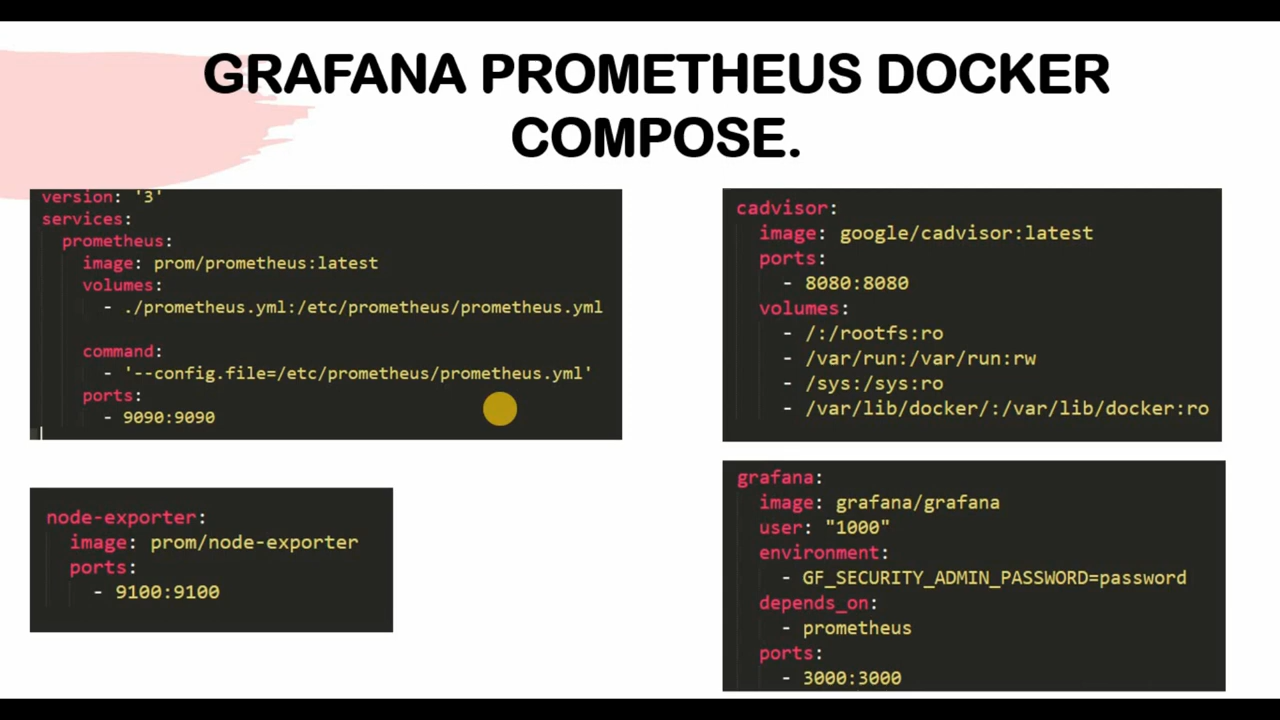 GRAFANA PROMETHEUS DOCKER
COMPOSE.
version: '3'
services:
prometheus:
image: prom/prometheus:latest
volumes:
- ./prometheus.yml:/etc/prometheus/prometheus.yml
command:
- '--config.file=/etc/prometheus/prometheus.yml'
ports:
- 9090:9090
node-exporter:
image: prom/node-exporter
ports:
- 9100:9100
cadvisor:
image: google/cadvisor:latest
ports:
- 8080:8080
volumes:
- /:/rootfs:ro
- /var/run:/var/run:rw
- /sys:/sys:ro
- /var/lib/docker/:/var/lib/docker:ro
grafana:
image: grafana/grafana
user: "1000"
environment:
- GF_SECURITY_ADMIN_PASSWORD=password
depends_on:
- prometheus
ports:
- 3000:3000